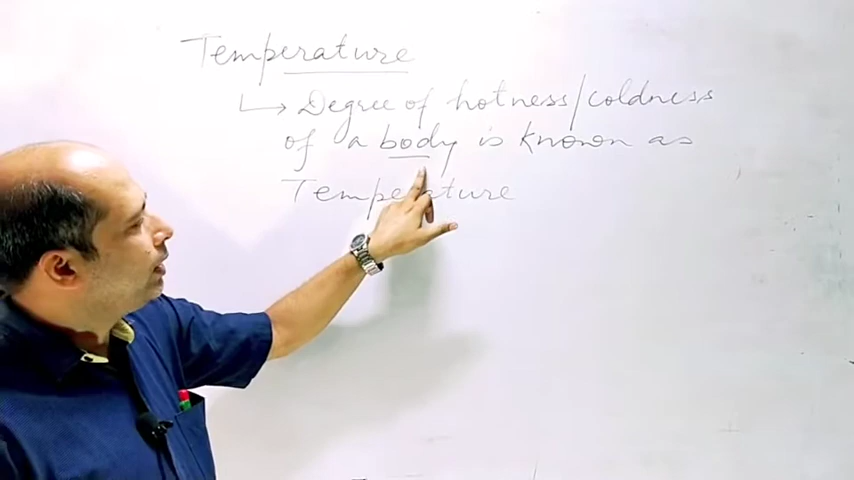 Temperature
→ Degree of hotness/coldness
of a body is known as
Temperature